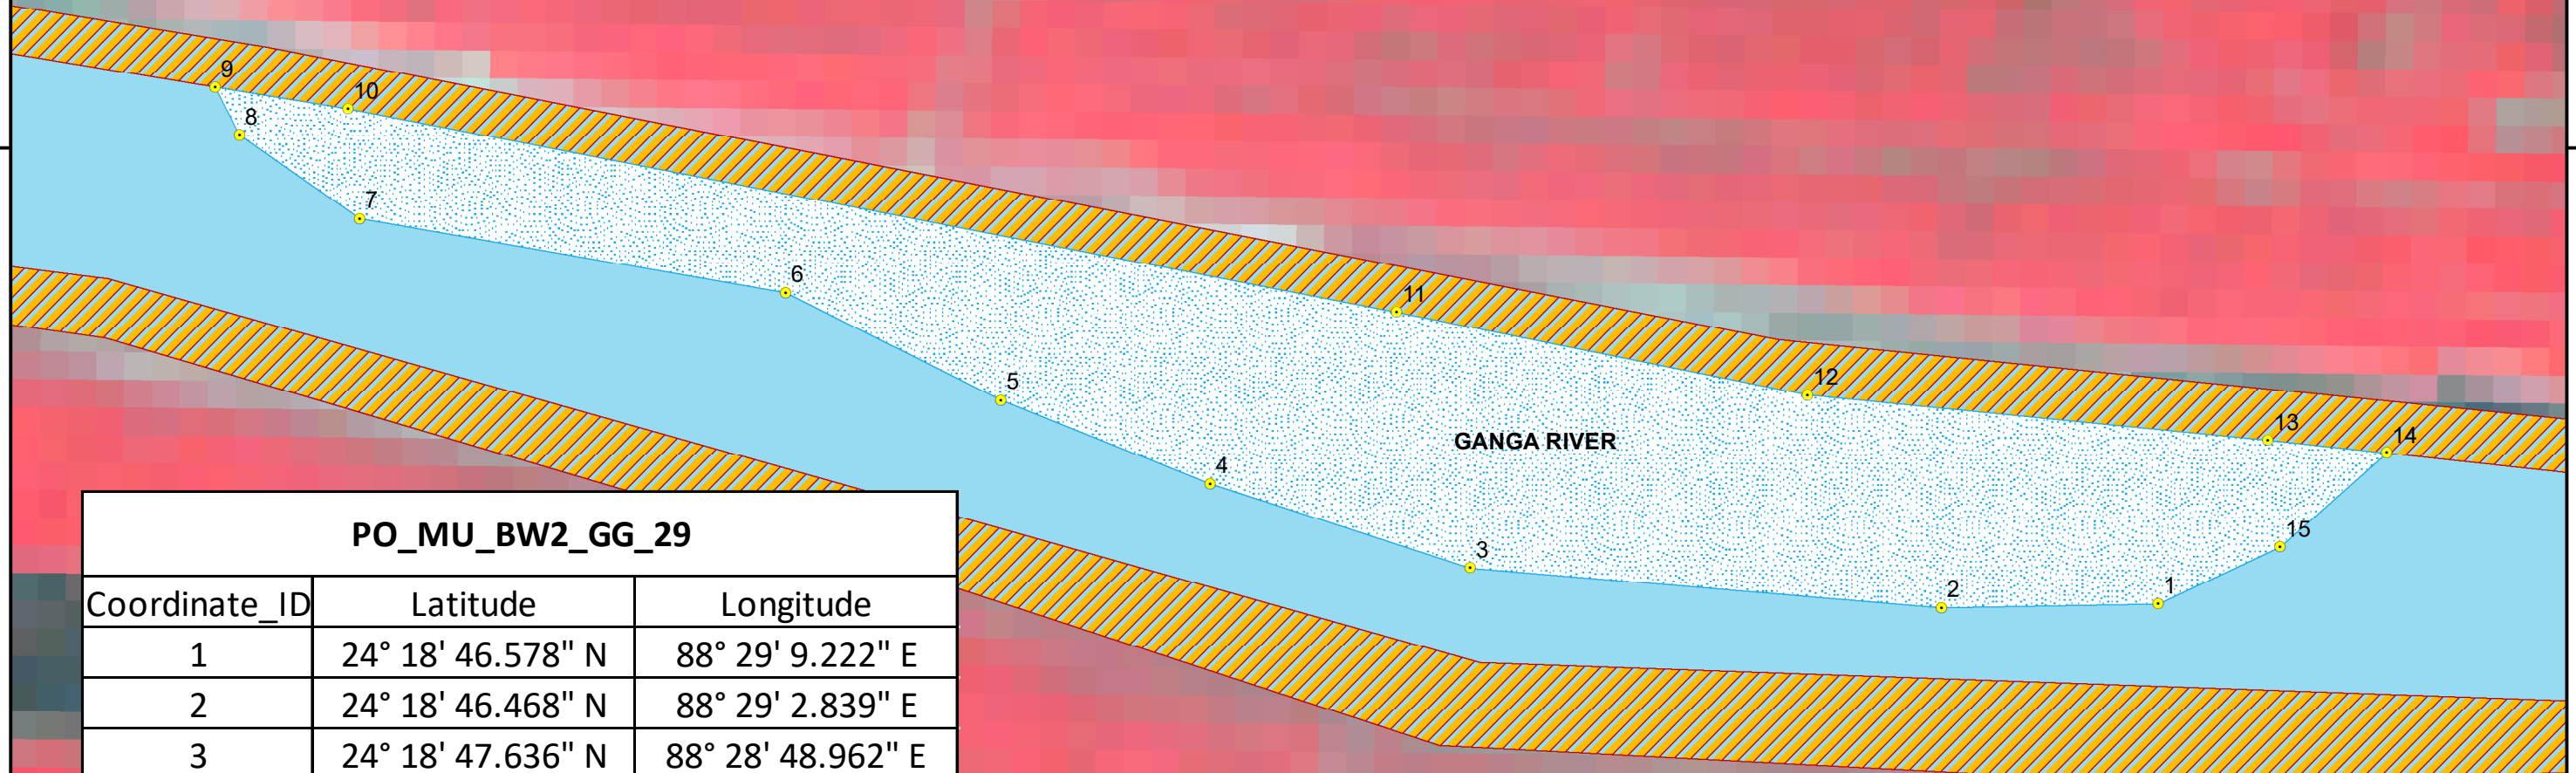 9
10
8
7
6
11
5
12
GANGA RIVER
13
14
4
15
3
2
1
PO_MU_BW2_GG_29
Coordinate_ID Latitude Longitude
1 24° 18' 46.578" N 88° 29' 9.222" E
2 24° 18' 46.468" N 88° 29' 2.839" E
3 24° 18' 47.636" N 88° 28' 48.962" E